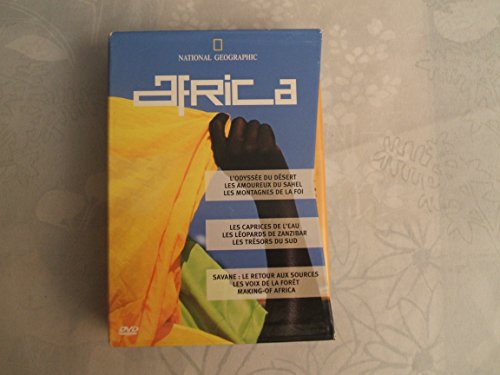 NATIONAL GEOGRAPHIC
aFRICa
L'ODYSSÉE DU DÉSERT
LES AMOUREUX DU SAHEL
LES MONTAGNES DE LA FOI
LES CAPRICES DE L'EAU
LES LÉOPARDS DE ZANZIBAR
LES TRÉSORS DU SUD
SAVANE : LE RETOUR AUX SOURCES
LES VOIX DE LA FORÊT
MAKING-OF AFRICA
DVD